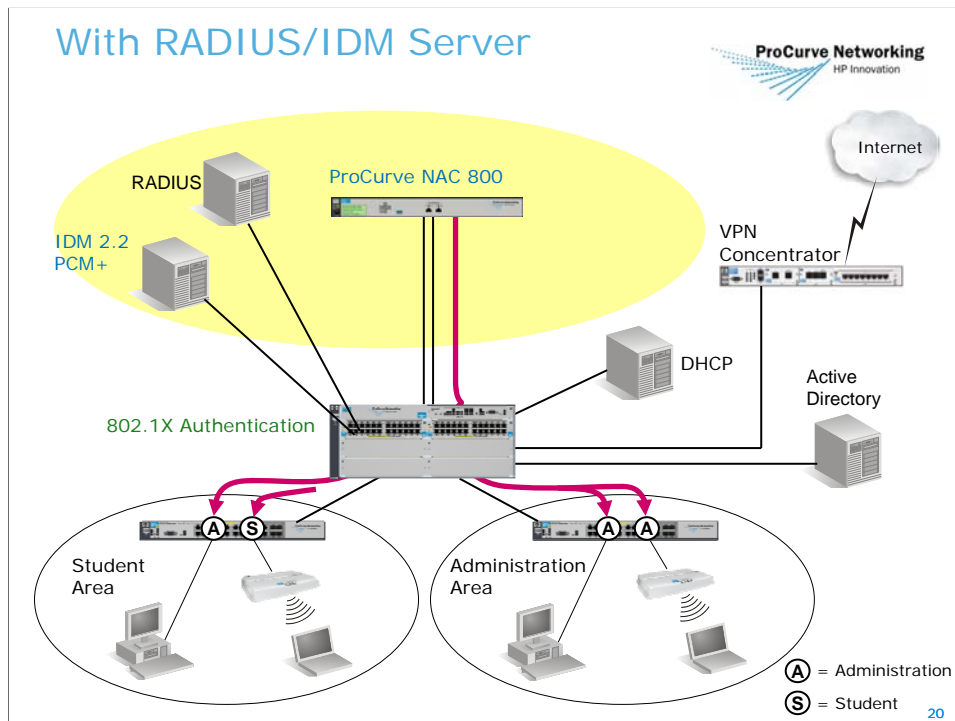 With RADIUS/IDM Server
ProCurve Networking
HP Innovation
Internet
RADIUS
ProCurve NAC 800
IDM 2.2
PCM+
VPN
Concentrator
DHCP
Active
Directory
802.1X Authentication
A
S
A
A
Student
Area
Administration
Area
A = Administration
S = Student
20